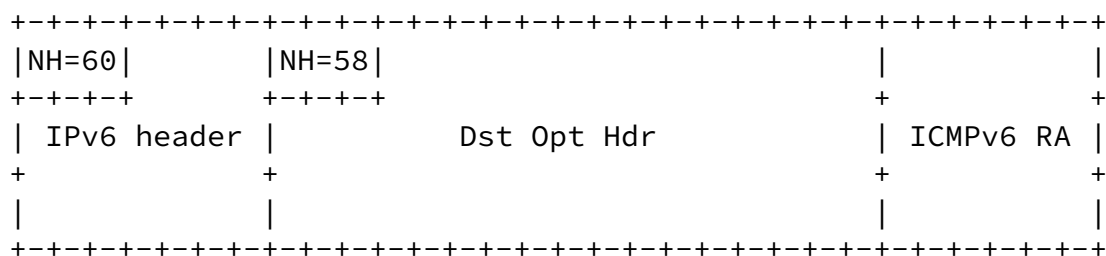 +-+-+-+-+-+-+-+-+-+-+-+-+-+-+-+-+-+-+-+-+-+-+-+-+-+-+-+-+-+-+
|NH=60|       |NH=58|                           |           |
+-+-+-+       +-+-+-+                           +           +
| IPv6 header |          Dst Opt Hdr            | ICMPv6 RA |
+             +                                 +           +
|             |                                 |           |
+-+-+-+-+-+-+-+-+-+-+-+-+-+-+-+-+-+-+-+-+-+-+-+-+-+-+-+-+-+-+